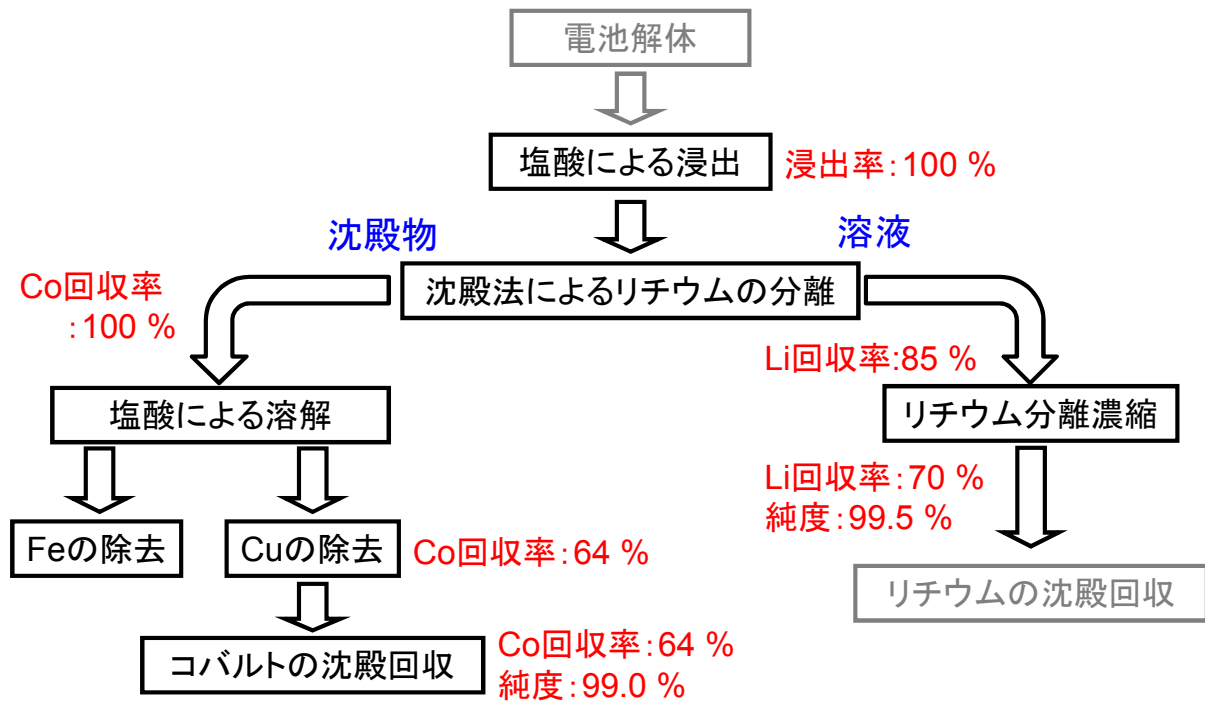 電池解体
塩酸による浸出
浸出率:100 %
沈殿物
溶液
沈殿法によるリチウムの分離
Co回収率
:100 %
Li回収率:85 %
塩酸による溶解
リチウム分離濃縮
Li回収率:70 %
純度:99.5 %
Feの除去
Cuの除去
Co回収率:64 %
リチウムの沈殿回収
コバルトの沈殿回収
Co回収率:64 %
純度:99.0 %